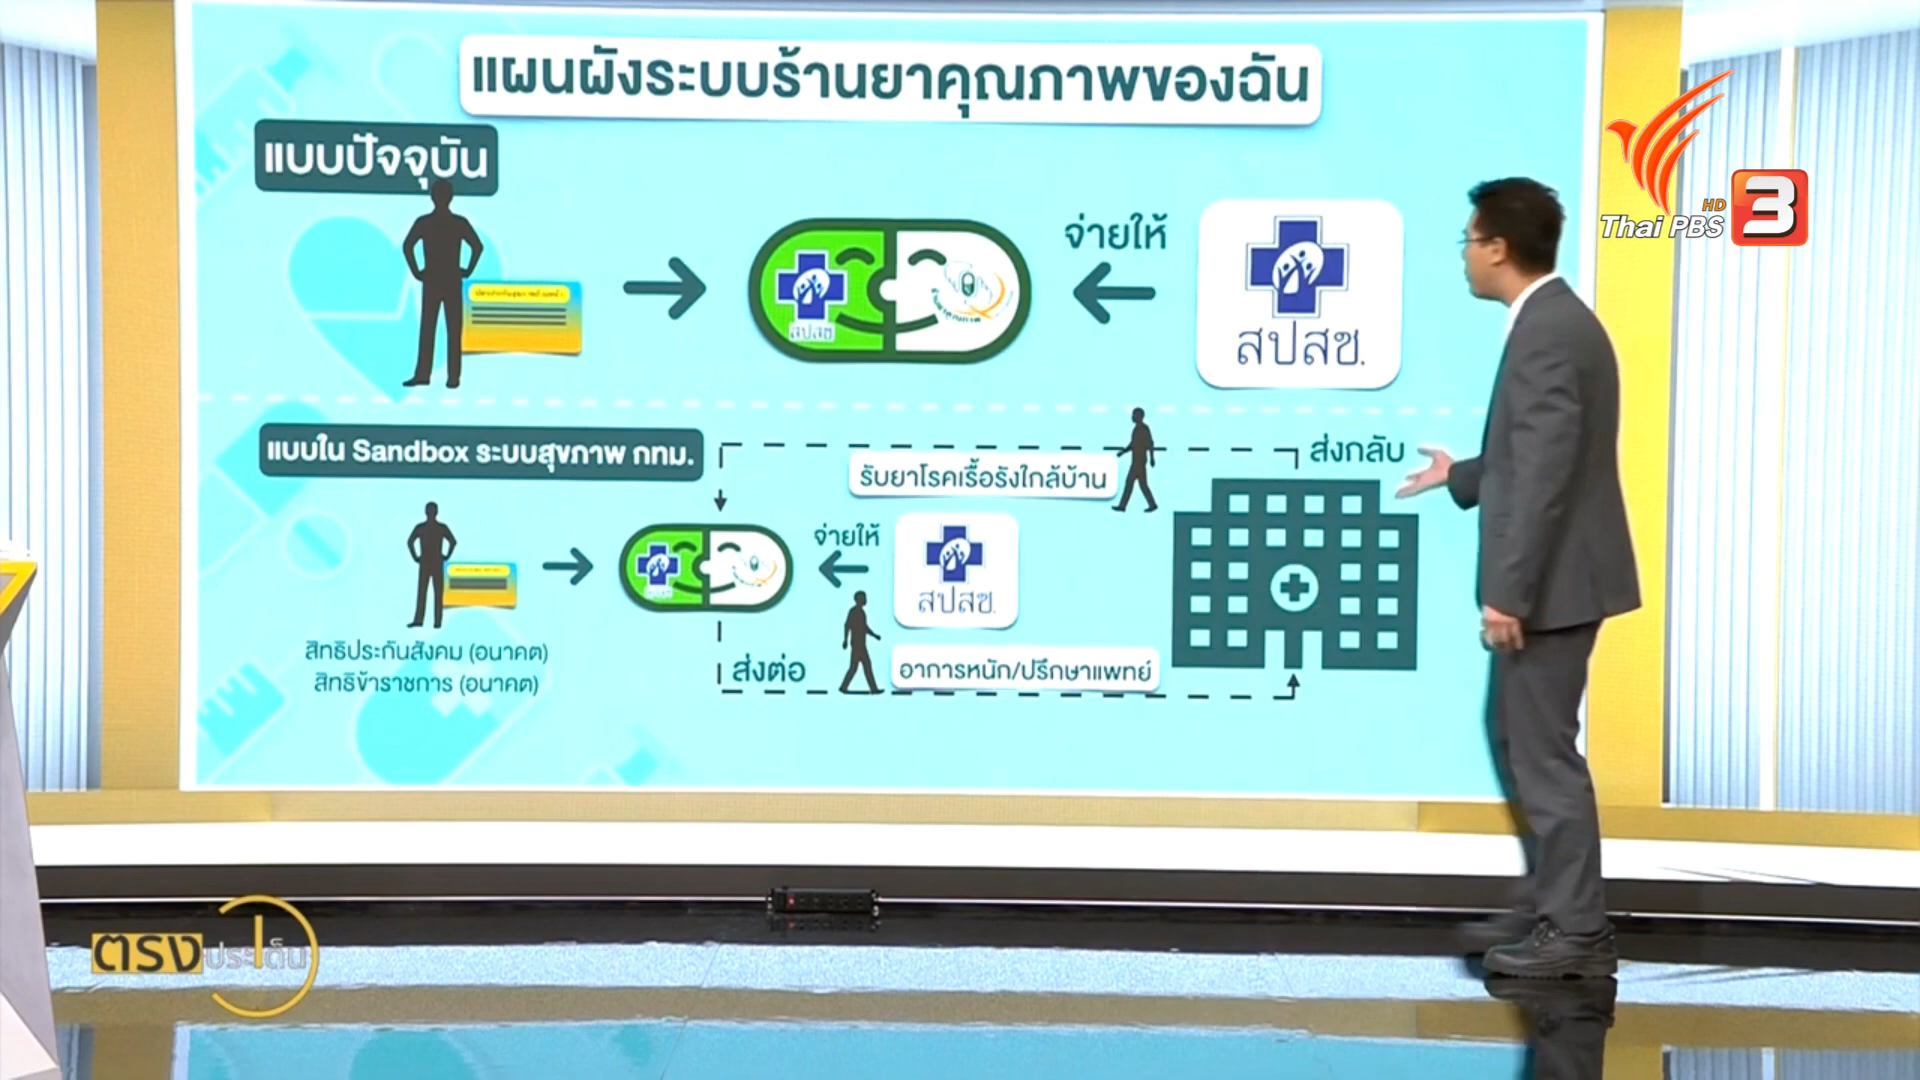 แผนผังระบบร้านยาคุณภาพของฉัน
แบบปัจจุบัน
จ่ายให้
สปสช
สปสช.
Thai PBS
HD
3
แบบใน Sandbox ระบบสุขภาพ กทม.
ส่งกลับ
รับยาโรคเรื้อรังใกล้บ้าน
จ่ายให้
สปสช.
สิทธิประกันสังคม (อนาคต)
สิทธิข้าราชการ (อนาคต)
ส่งต่อ
อาการหนัก/ปรึกษาแพทย์
ตรงประเด็น